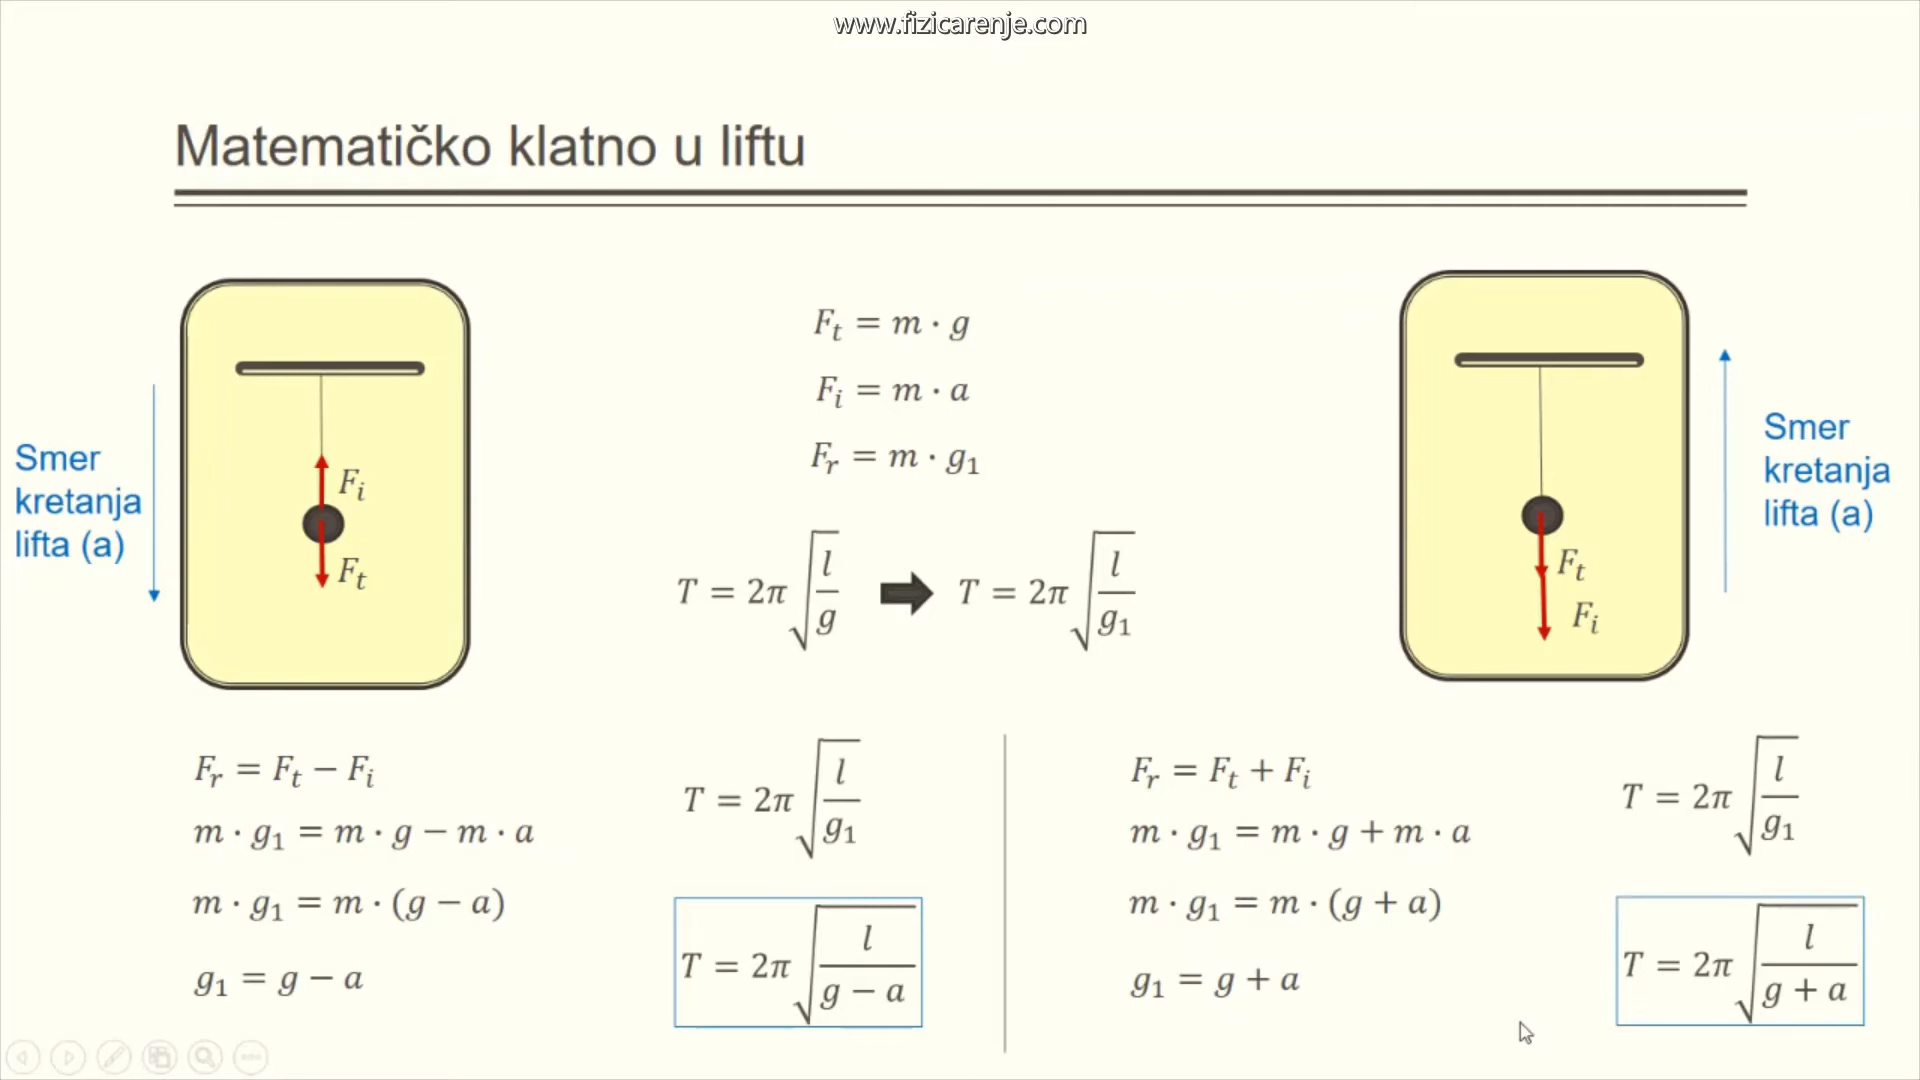 www.fizicarenje.com
Matematičko klatno u liftu
Smer
kretanja
lifta (a)
F_i
F_t
F_t = m · g
F_i = m · a
F_r = m · g_1
T = 2π √(l/g)
T = 2π √(l/g_1)
Smer
kretanja
lifta (a)
F_t
F_i
F_r = F_t − F_i
m · g_1 = m · g − m · a
m · g_1 = m · (g − a)
g_1 = g − a
T = 2π √(l/g_1)
T = 2π √(l/(g − a))
F_r = F_t + F_i
m · g_1 = m · g + m · a
m · g_1 = m · (g + a)
g_1 = g + a
T = 2π √(l/g_1)
T = 2π √(l/(g + a))